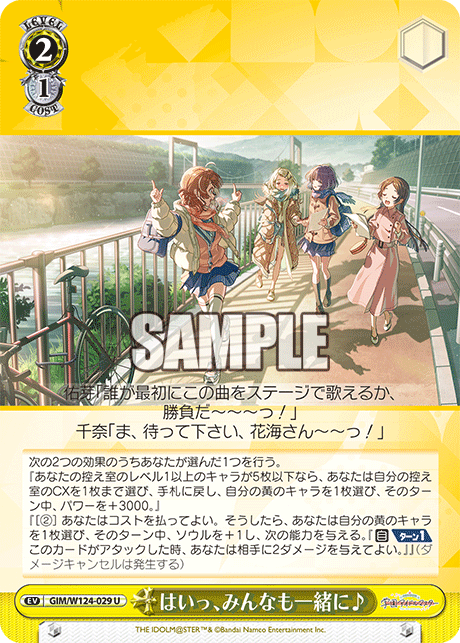 LEVEL
2
1
COST
SAMPLE
佑芽「誰が最初にこの曲をステージで歌えるか、
勝負だ~~~っ!」
千奈「ま、待って下さい、花海さん~~っ!」
次の2つの効果のうちあなたが選んだ1つを行う。
『あなたの控え室のレベル1以上のキャラが5枚以下なら、あなたは自分の控え
室のCXを1枚まで選び、手札に戻し、自分の黄のキャラを1枚選び、そのター
ン中、パワーを+3000。』
『[②] あなたはコストを払ってよい。そうしたら、あなたは自分の黄のキャラ
を1枚選び、そのターン中、ソウルを+1し、次の能力を与える。『自 ターン1
このカードがアタックした時、あなたは相手に2ダメージを与えてよい。』』(ダ
メージキャンセルは発生する)
EV GIM/W124-029 U はいっ、みんなも一緒に♪
学園アイドルマスター
THE IDOLM@STER™& ©Bandai Namco Entertainment Inc.